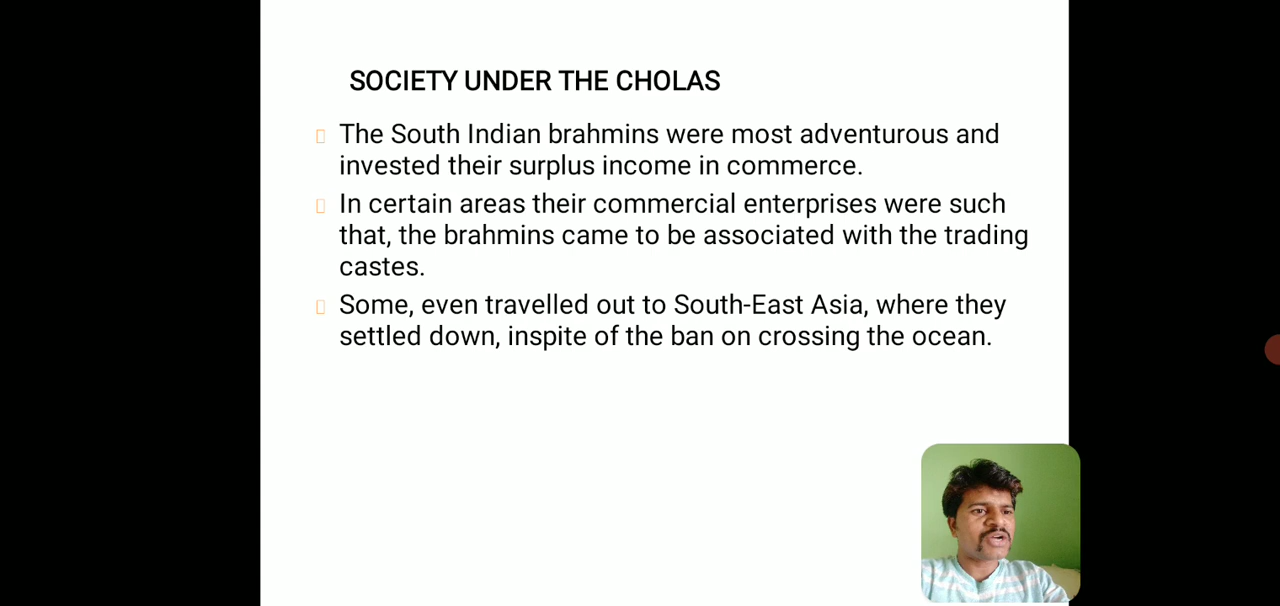 SOCIETY UNDER THE CHOLAS
The South Indian brahmins were most adventurous and
invested their surplus income in commerce.
In certain areas their commercial enterprises were such
that, the brahmins came to be associated with the trading
castes.
Some, even travelled out to South-East Asia, where they
settled down, inspite of the ban on crossing the ocean.